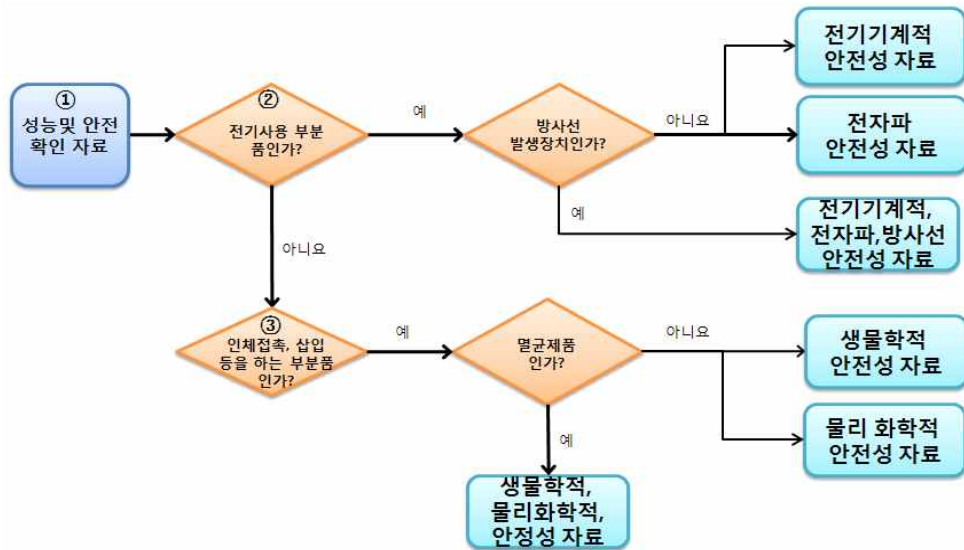 ①
성능및 안전
확인 자료
②
전기사용 부분
품인가?
예
방사선
발생장치인가?
아니요
전기기계적
안전성 자료
전자파
안전성 자료
예
전기기계적,
전자파,방사선
안전성 자료
아니요
③
인체접촉, 삽입
등을 하는 부분품
인가?
예
멸균제품
인가?
아니요
생물학적
안전성 자료
물리 화학적
안전성 자료
예
생물학적,
물리화학적,
안정성 자료